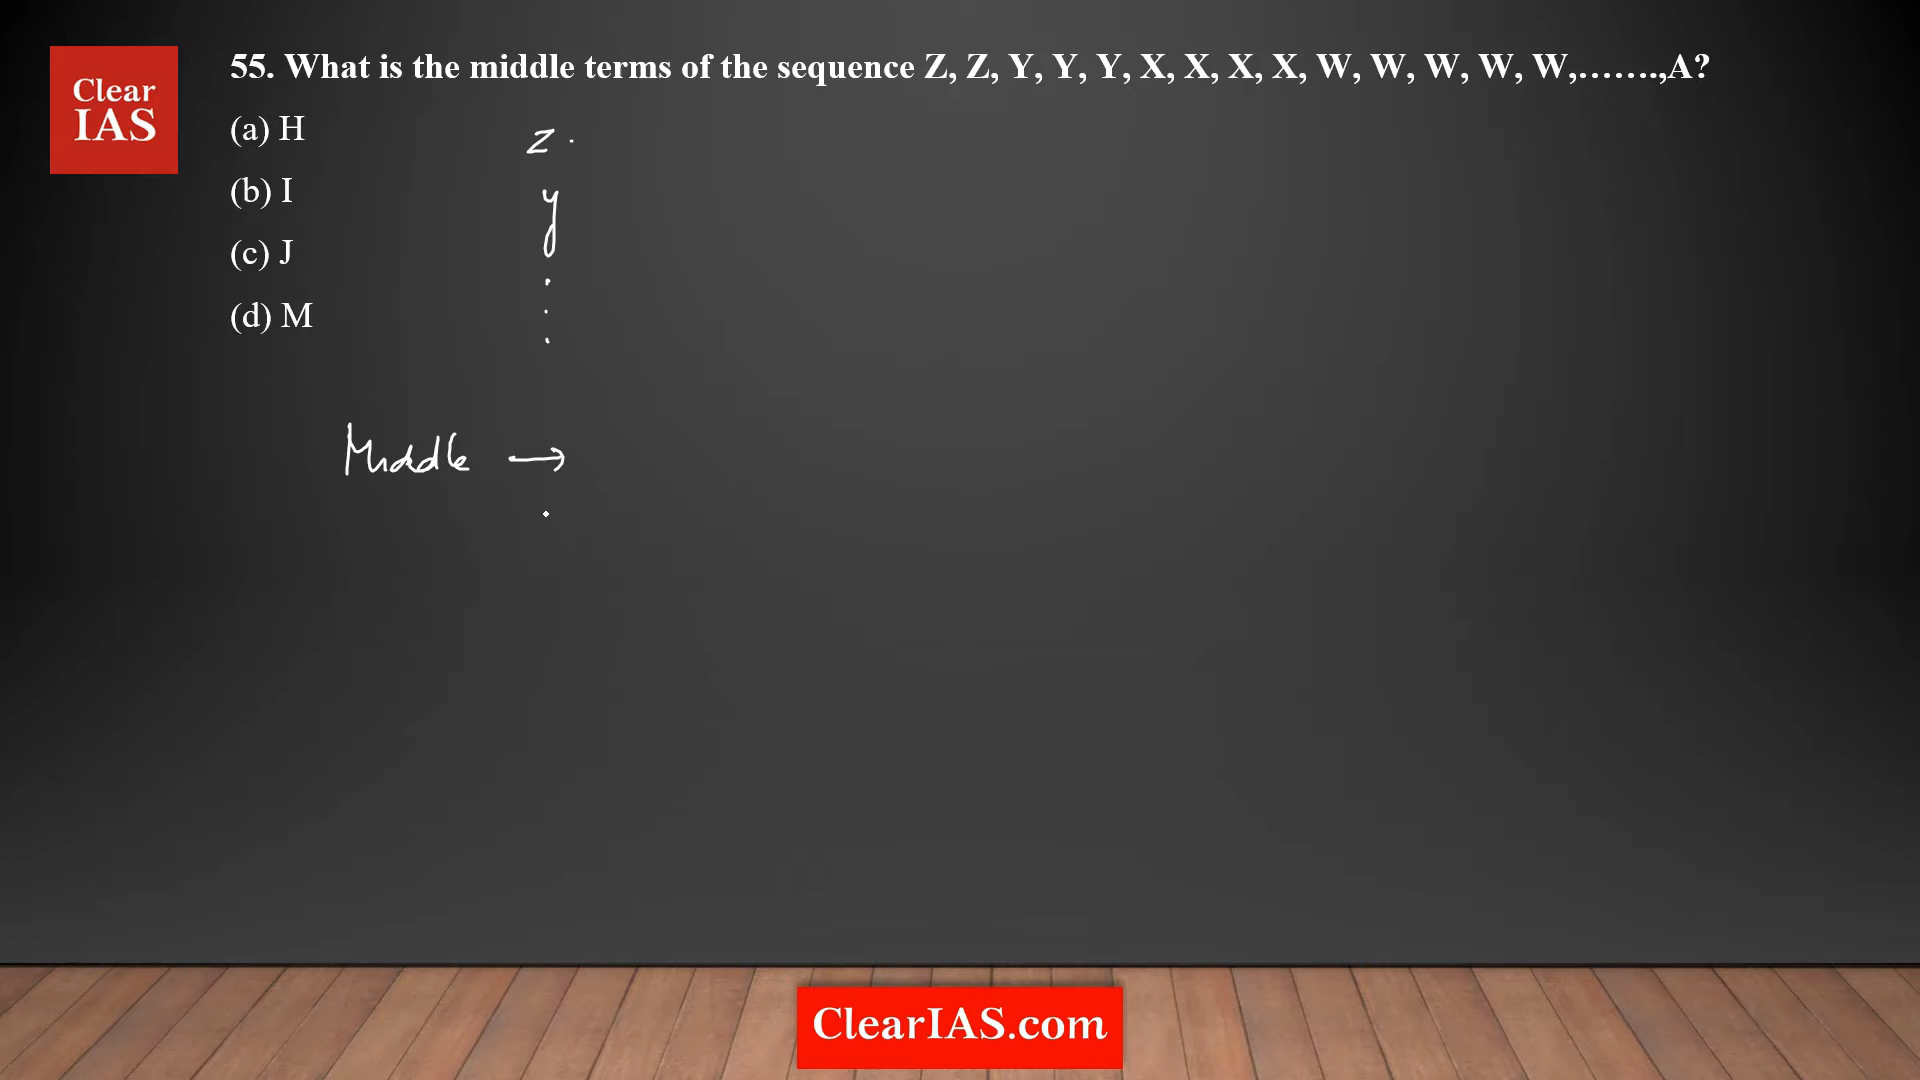 Clear
IAS
55. What is the middle terms of the sequence Z, Z, Y, Y, Y, X, X, X, X, W, W, W, W, W,…….,A?
(a) H
(b) I
(c) J
(d) M
Z
y
Middle →
ClearIAS.com